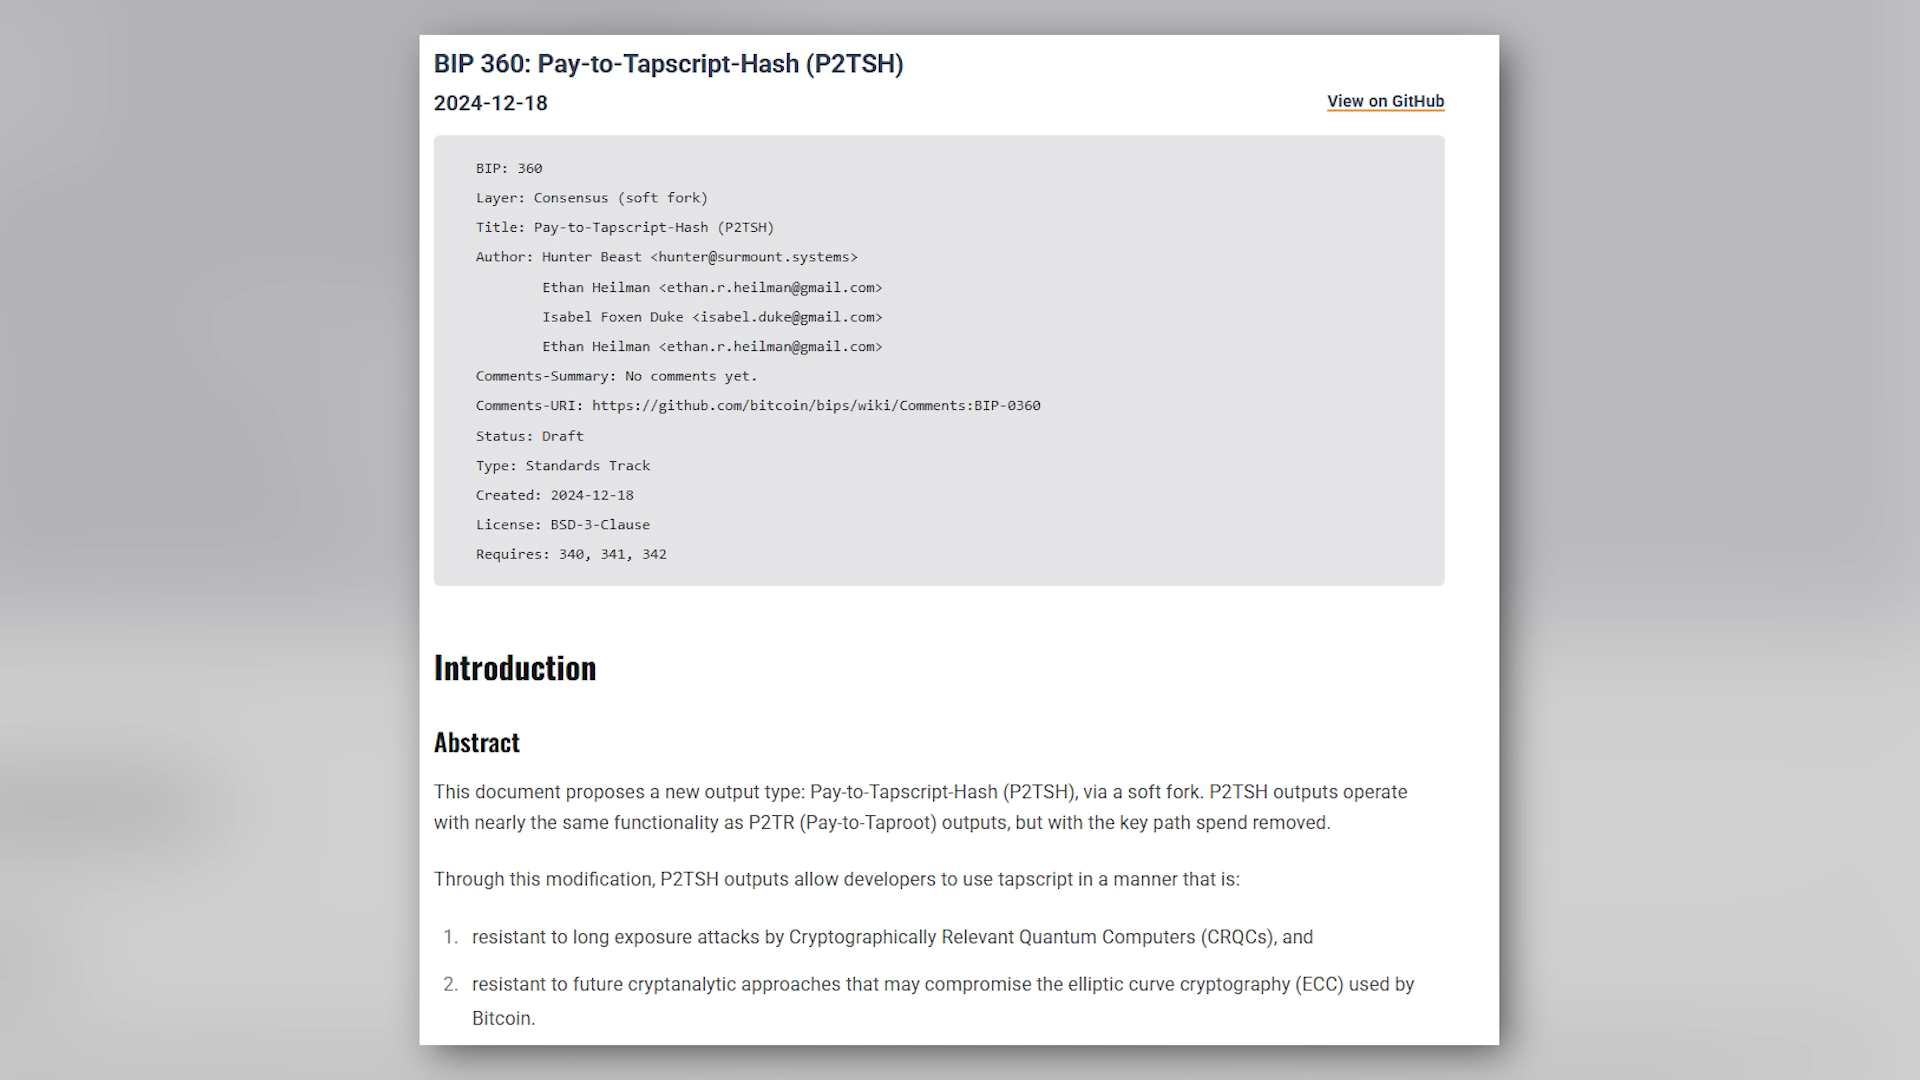 BIP 360: Pay-to-Tapscript-Hash (P2TSH)
2024-12-18
View on GitHub
BIP: 360
Layer: Consensus (soft fork)
Title: Pay-to-Tapscript-Hash (P2TSH)
Author: Hunter Beast <hunter@surmount.systems>
Ethan Heilman <ethan.r.heilman@gmail.com>
Isabel Foxen Duke <isabel.duke@gmail.com>
Ethan Heilman <ethan.r.heilman@gmail.com>
Comments-Summary: No comments yet.
Comments-URI: https://github.com/bitcoin/bips/wiki/Comments:BIP-0360
Status: Draft
Type: Standards Track
Created: 2024-12-18
License: BSD-3-Clause
Requires: 340, 341, 342
Introduction
Abstract
This document proposes a new output type: Pay-to-Tapscript-Hash (P2TSH), via a soft fork. P2TSH outputs operate
with nearly the same functionality as P2TR (Pay-to-Taproot) outputs, but with the key path spend removed.
Through this modification, P2TSH outputs allow developers to use tapscript in a manner that is:
1. resistant to long exposure attacks by Cryptographically Relevant Quantum Computers (CRQCs), and
2. resistant to future cryptanalytic approaches that may compromise the elliptic curve cryptography (ECC) used by
Bitcoin.